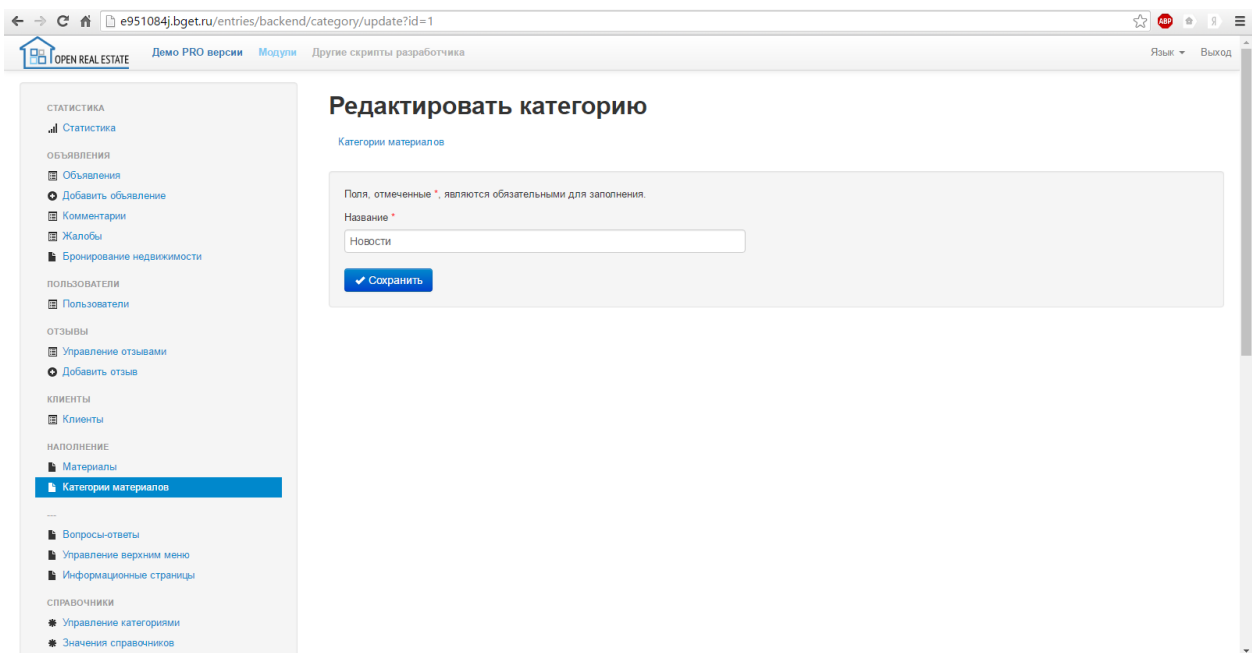 e951084j.bget.ru/entries/backend/category/update?id=1
ABP
OPEN REAL ESTATE Демо PRO версии Модули Другие скрипты разработчика Язык Выход
СТАТИСТИКА
Статистика
ОБЪЯВЛЕНИЯ
Объявления
Добавить объявление
Комментарии
Жалобы
Бронирование недвижимости
ПОЛЬЗОВАТЕЛИ
Пользователи
ОТЗЫВЫ
Управление отзывами
Добавить отзыв
КЛИЕНТЫ
Клиенты
НАПОЛНЕНИЕ
Материалы
Категории материалов
---
Вопросы-ответы
Управление верхним меню
Информационные страницы
СПРАВОЧНИКИ
Управление категориями
Значения справочников
Редактировать категорию
Категории материалов
Поля, отмеченные *, являются обязательными для заполнения.
Название *
Новости
Сохранить